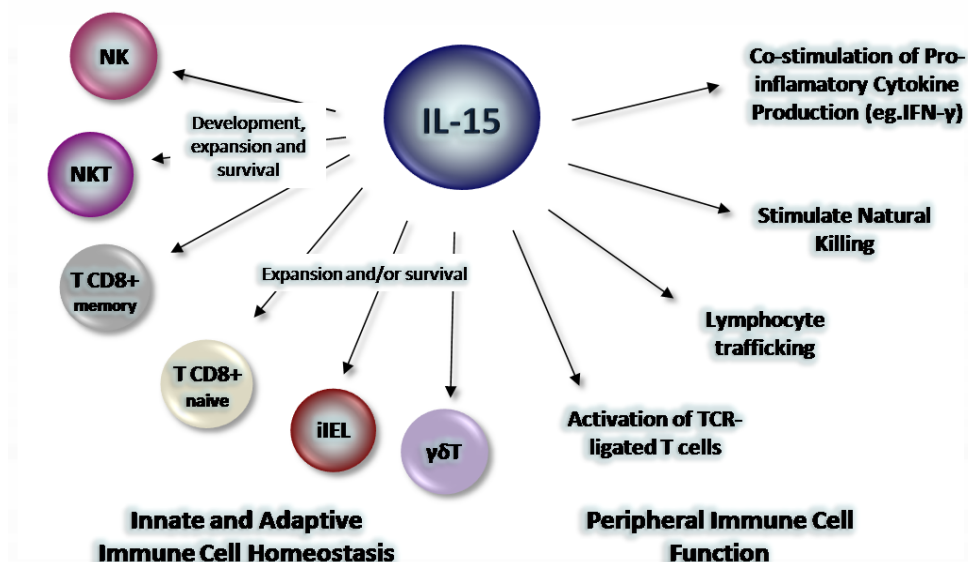 NK
IL-15
Co-stimulation of Pro-
inflamatory Cytokine
Production (eg.IFN-γ)
Development,
expansion and
survival
NKT
Stimulate Natural
Killing
Expansion and/or survival
T CD8+
memory
Lymphocyte
trafficking
T CD8+
naive
iIEL
γδT
Activation of TCR-
ligated T cells
Innate and Adaptive
Immune Cell Homeostasis
Peripheral Immune Cell
Function